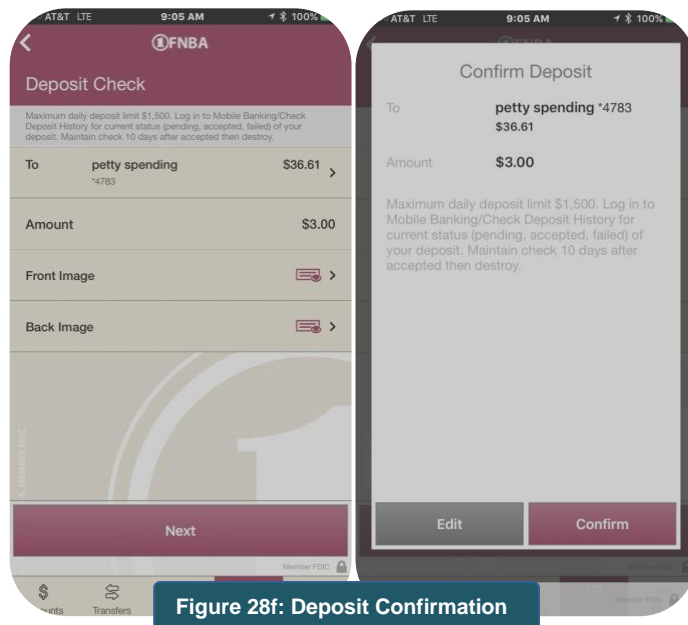 AT&T LTE 9:05 AM 100%
①FNBA
Deposit Check
Maximum daily deposit limit $1,500. Log in to Mobile Banking/Check
Deposit History for current status (pending, accepted, failed) of your
deposit. Maintain check 10 days after accepted then destroy.
To petty spending $36.61
*4783
Amount $3.00
Front Image
Back Image
MEMBER FDIC
Next
Member FDIC
Transfers
AT&T LTE 9:05 AM 100%
Confirm Deposit
To petty spending *4783
$36.61
Amount $3.00
Maximum daily deposit limit $1,500. Log in to
Mobile Banking/Check Deposit History for
current status (pending, accepted, failed) of
your deposit. Maintain check 10 days after
accepted then destroy.
Edit Confirm
Member FDIC
Figure 28f: Deposit Confirmation